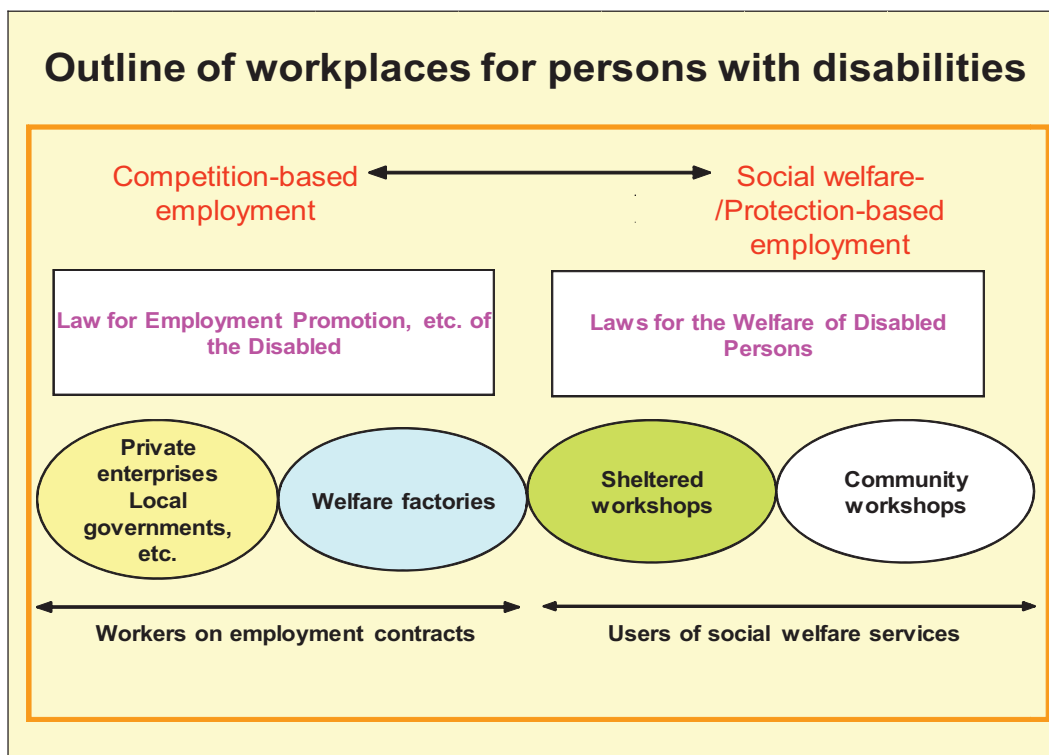 Outline of workplaces for persons with disabilities
Competition-based
employment
Social welfare-
/Protection-based
employment
Law for Employment Promotion, etc. of
the Disabled
Laws for the Welfare of Disabled
Persons
Private
enterprises
Local
governments,
etc.
Welfare factories
Sheltered
workshops
Community
workshops
Workers on employment contracts
Users of social welfare services